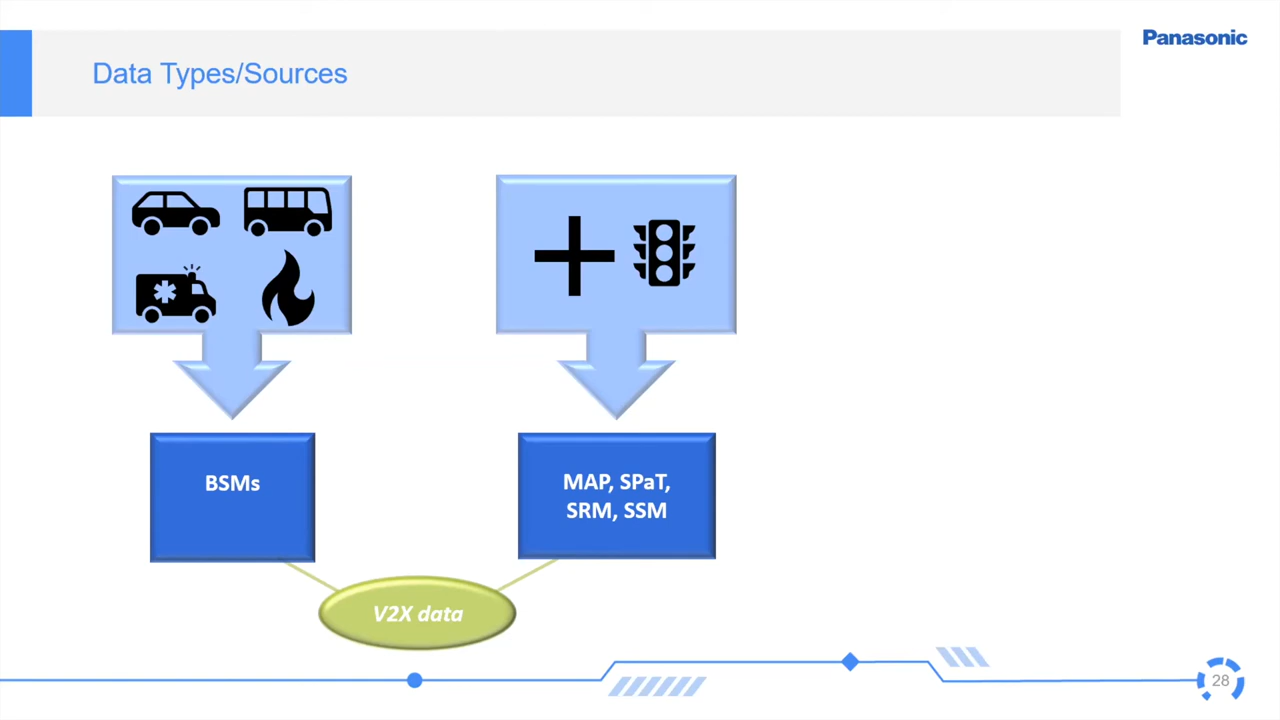 Panasonic
Data Types/Sources
BSMs
MAP, SPaT,
SRM, SSM
V2X data
28